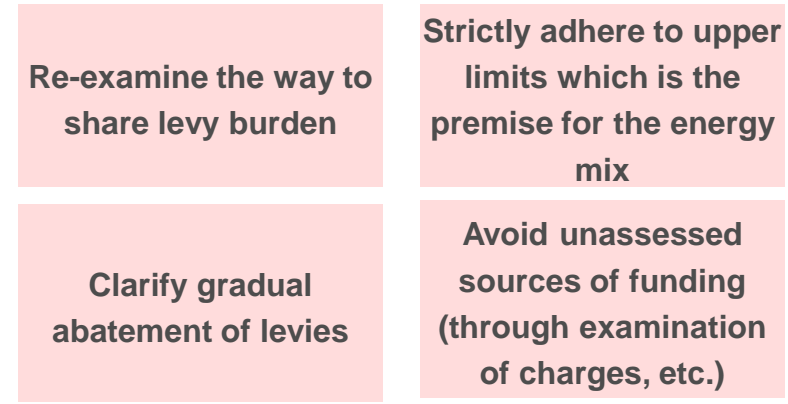 Re-examine the way to
share levy burden
Strictly adhere to upper
limits which is the
premise for the energy
mix
Clarify gradual
abatement of levies
Avoid unassessed
sources of funding
(through examination
of charges, etc.)